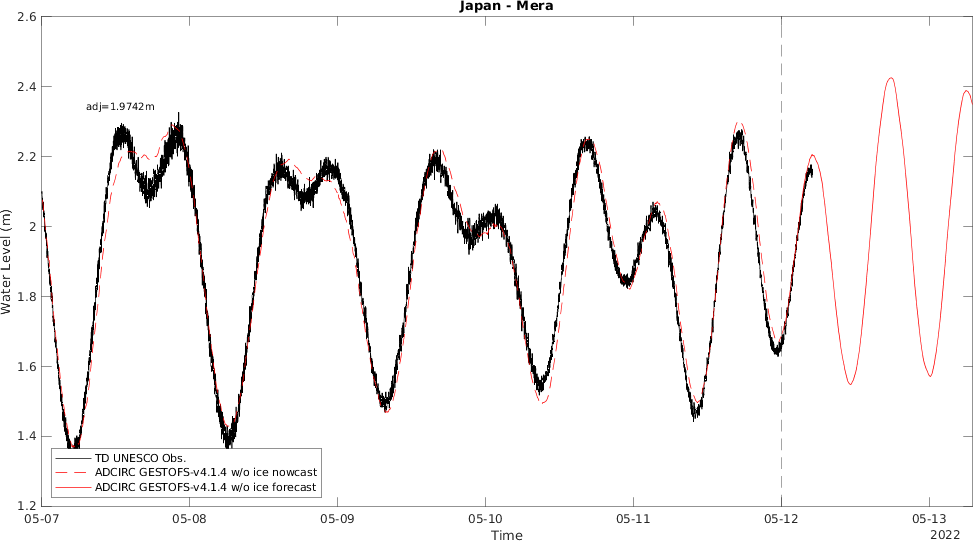 Japan - Mera
2.6
2.4
adj=1.9742m
2.2
2
Water Level (m)
1.8
1.6
1.4
TD UNESCO Obs.
ADCIRC GESTOFS-v4.1.4 w/o ice nowcast
ADCIRC GESTOFS-v4.1.4 w/o ice forecast
1.2
05-07 05-08 05-09 05-10 05-11 05-12 05-13
Time 2022